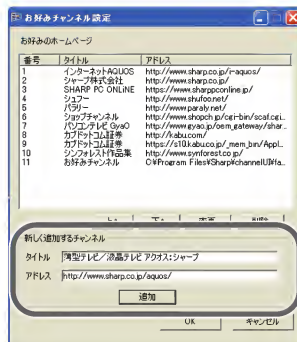 お好みチャンネル設定
お好みのホームページ
番号 タイトル アドレス
1 インターネットAQUOS http://www.sharp.co.jp/i-aquos/
2 シャープ株式会社 http://www.sharp.co.jp/
3 SHARP PC ONLiNE https://www.sharppconline.jp/
4 シュフー http://www.shufoo.net/
5 パラリー http://www.paraly.net/
6 ショップチャンネル http://www.shopch.jp/cgi-bin/scaf.cgi..
7 パソコンテレビ GyaO http://www.gyao.jp/oem_gateway/shar..
8 カブドットコム証券 http://kabu.com/
9 カブドットコム証券 https://s10.kabu.co.jp/_mem_bin/Appl..
10 シンフォレスト作品集 http://www.synforest.co.jp/
11 お好みチャンネル C:¥Program Files¥Sharp¥channelUI¥fa..
新しく追加するチャンネル
タイトル 薄型テレビ/液晶テレビ アクオス:シャープ
アドレス http://www.sharp.co.jp/aquos/
追加
OK キャンセル